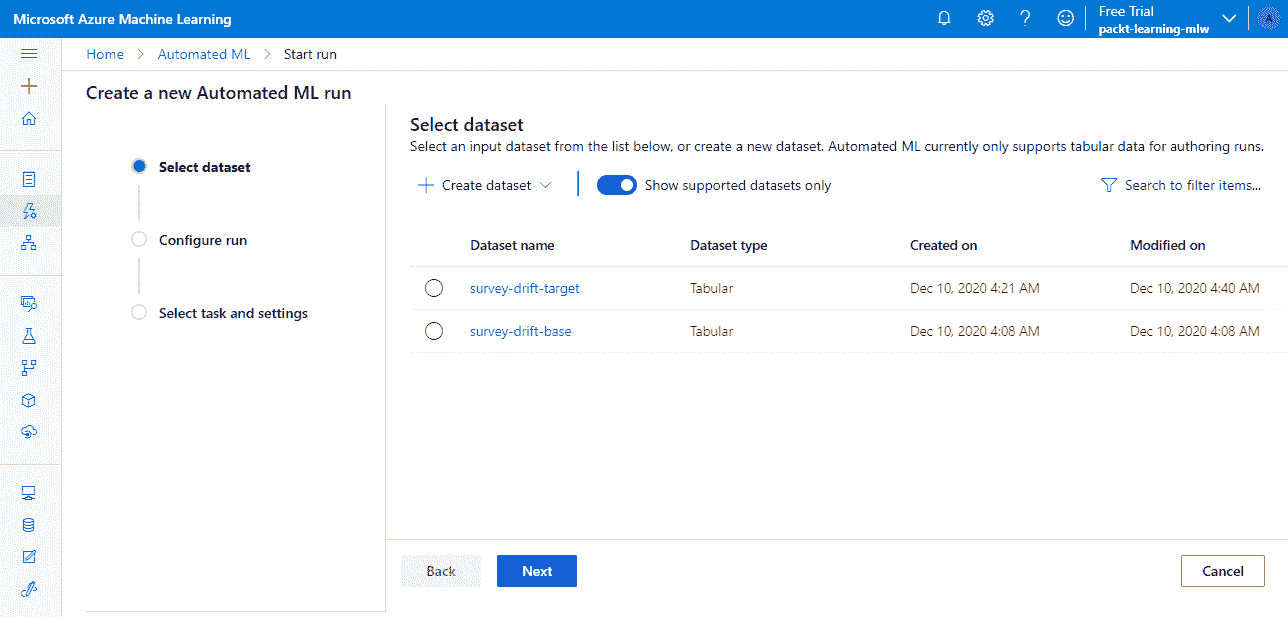 Microsoft Azure Machine Learning
Free Trial
packt-learning-mlw
A
Home > Automated ML > Start run
Create a new Automated ML run
Select dataset
Configure run
Select task and settings
Select dataset
Select an input dataset from the list below, or create a new dataset. Automated ML currently only supports tabular data for authoring runs.
Create dataset
Show supported datasets only
Search to filter items...
Dataset name Dataset type Created on Modified on
survey-drift-target Tabular Dec 10, 2020 4:21 AM Dec 10, 2020 4:40 AM
survey-drift-base Tabular Dec 10, 2020 4:08 AM Dec 10, 2020 4:08 AM
Back Next Cancel